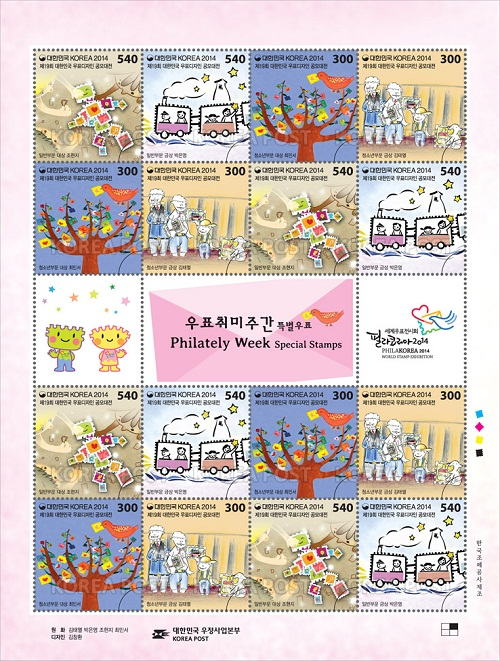 대한민국 KOREA 2014 540
제19회 대한민국 우표디자인 공모대전
일반부문 대상 조현지
대한민국 KOREA 2014 540
제19회 대한민국 우표디자인 공모대전
일반부문 금상 박은영
대한민국 KOREA 2014 300
제19회 대한민국 우표디자인 공모대전
청소년부문 대상 최민서
대한민국 KOREA 2014 300
제19회 대한민국 우표디자인 공모대전
청소년부문 금상 김태멸
대한민국 KOREA 2014 300
제19회 대한민국 우표디자인 공모대전
청소년부문 대상 최민서
대한민국 KOREA 2014 300
제19회 대한민국 우표디자인 공모대전
청소년부문 금상 김태멸
대한민국 KOREA 2014 540
제19회 대한민국 우표디자인 공모대전
일반부문 대상 조현지
대한민국 KOREA 2014 540
제19회 대한민국 우표디자인 공모대전
일반부문 금상 박은영
우표취미주간 특별우표
Philately Week Special Stamps
세계우표전시회
필라코리아 2014
PHILAKOREA 2014
WORLD STAMP EXHIBITION
대한민국 KOREA 2014 540
제19회 대한민국 우표디자인 공모대전
일반부문 대상 조현지
대한민국 KOREA 2014 540
제19회 대한민국 우표디자인 공모대전
일반부문 금상 박은영
대한민국 KOREA 2014 300
제19회 대한민국 우표디자인 공모대전
청소년부문 대상 최민서
대한민국 KOREA 2014 300
제19회 대한민국 우표디자인 공모대전
청소년부문 금상 김태멸
대한민국 KOREA 2014 300
제19회 대한민국 우표디자인 공모대전
청소년부문 대상 최민서
대한민국 KOREA 2014 300
제19회 대한민국 우표디자인 공모대전
청소년부문 금상 김태멸
대한민국 KOREA 2014 540
제19회 대한민국 우표디자인 공모대전
일반부문 대상 조현지
대한민국 KOREA 2014 540
제19회 대한민국 우표디자인 공모대전
일반부문 금상 박은영
한국조폐공사제조
원 화 김태멸 박은영 조현지 최민서
디자인 김창환
대한민국 우정사업본부
KOREA POST